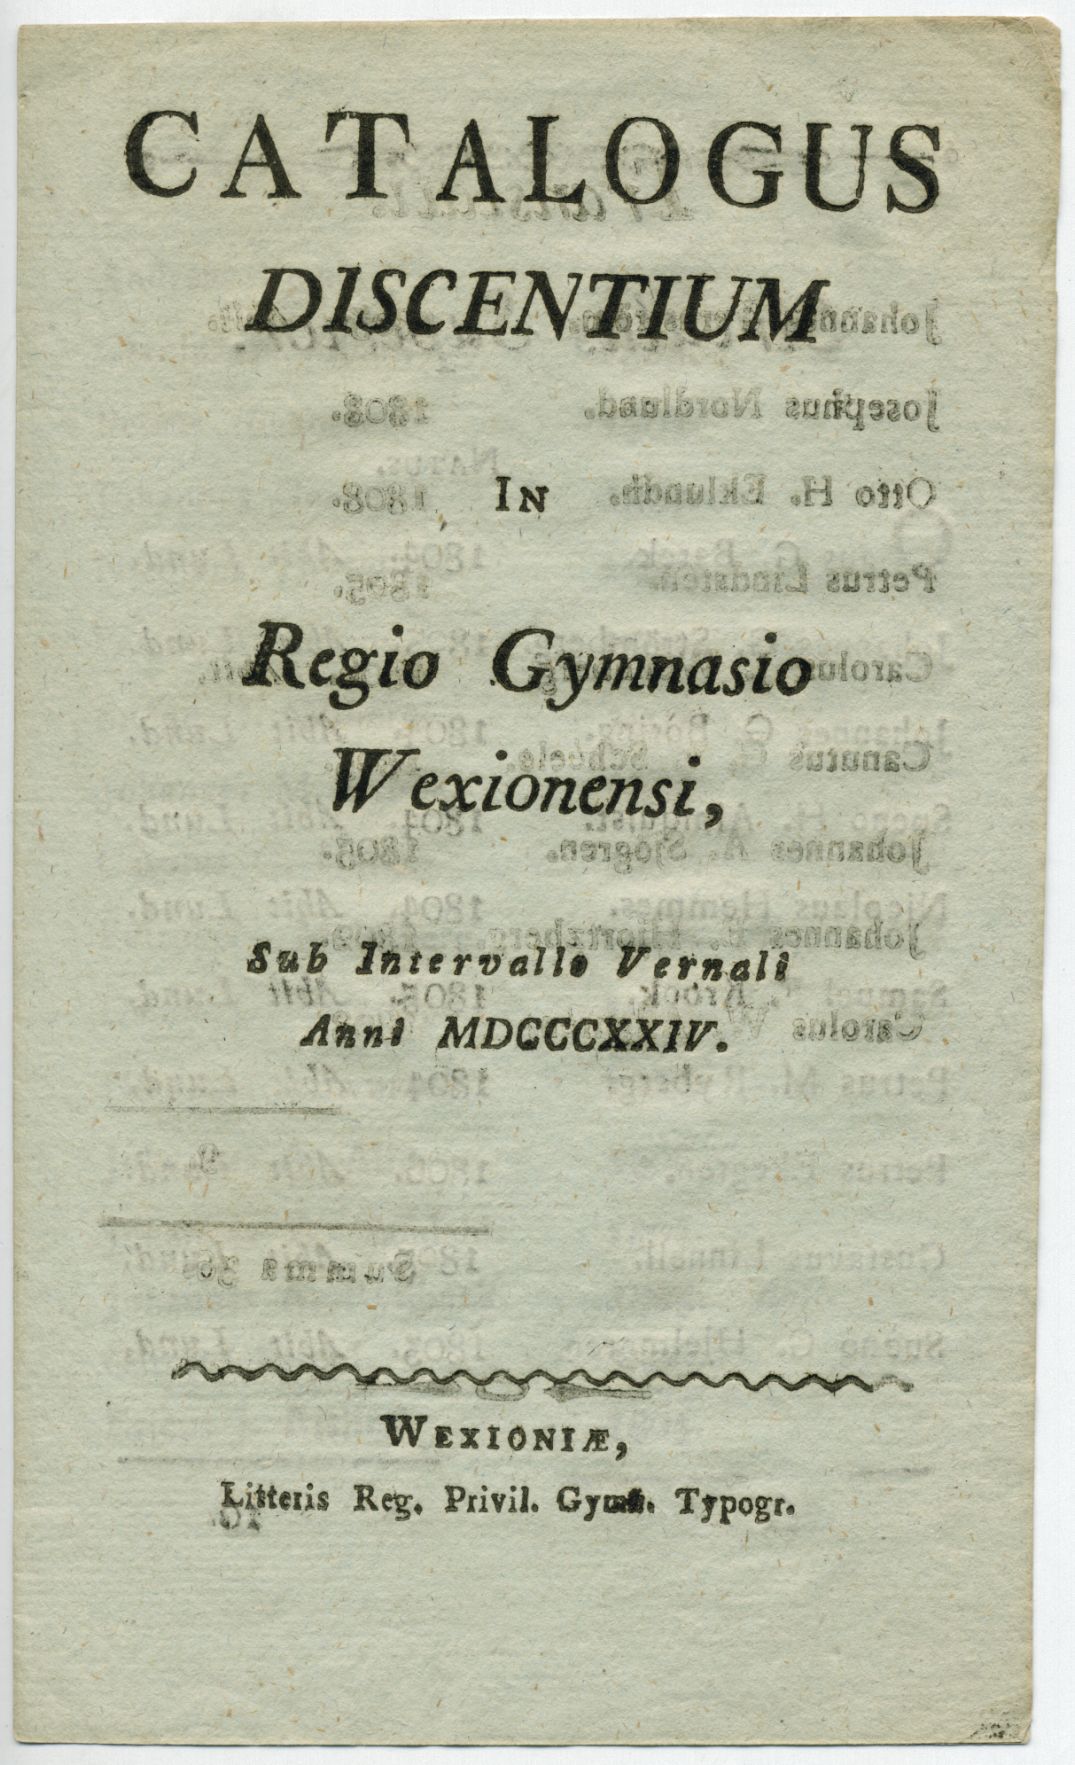 CATALOGUS
DISCENTIUM
IN
Regio Gymnasio
Wexionensi,
Sub Intervallo Vernali
Anni MDCCCXXIV.
WEXIONIÆ,
Litteris Reg. Privil. Gymn. Typogr.